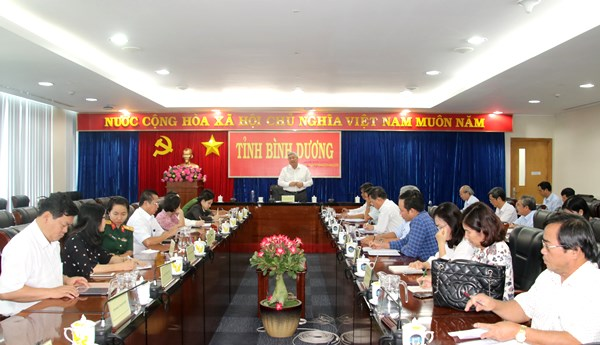 NƯỚC CỘNG HÒA XÃ HỘI CHỦ NGHĨA VIỆT NAM MUÔN NĂM
TỈNH BÌNH DƯƠNG